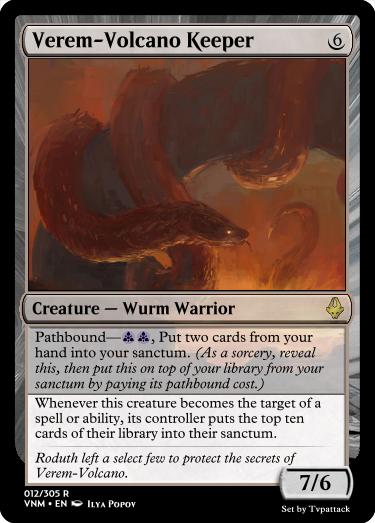 Verem-Volcano Keeper 6
Creature — Wurm Warrior
Pathbound—, Put two cards from your
hand into your sanctum. (As a sorcery, reveal
this, then put this on top of your library from your
sanctum by paying its pathbound cost.)
Whenever this creature becomes the target of a
spell or ability, its controller puts the top ten
cards of their library into their sanctum.
Roduth left a select few to protect the secrets of
Verem-Volcano.
7/6
012/305 R
VNM • EN Ilya Popov
Set by Tvpattack